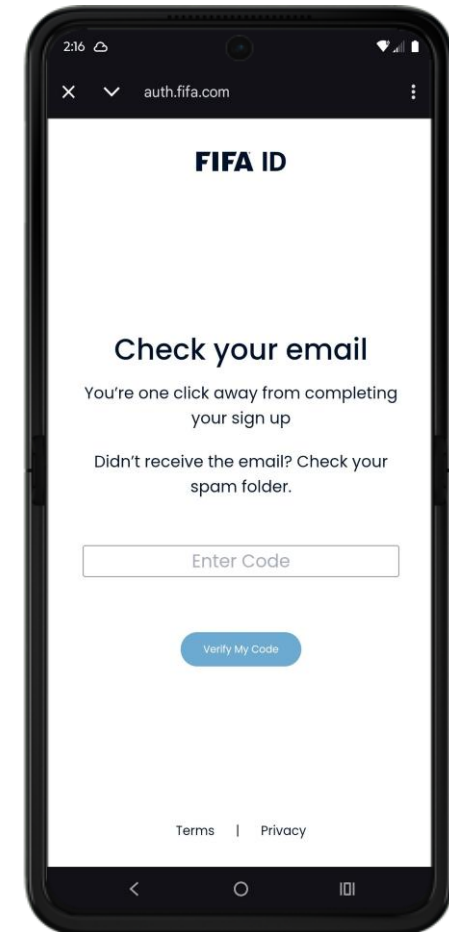 2:16
auth.fifa.com
FIFA ID
Check your email
You're one click away from completing
your sign up
Didn't receive the email? Check your
spam folder.
Enter Code
Verify My Code
Terms | Privacy